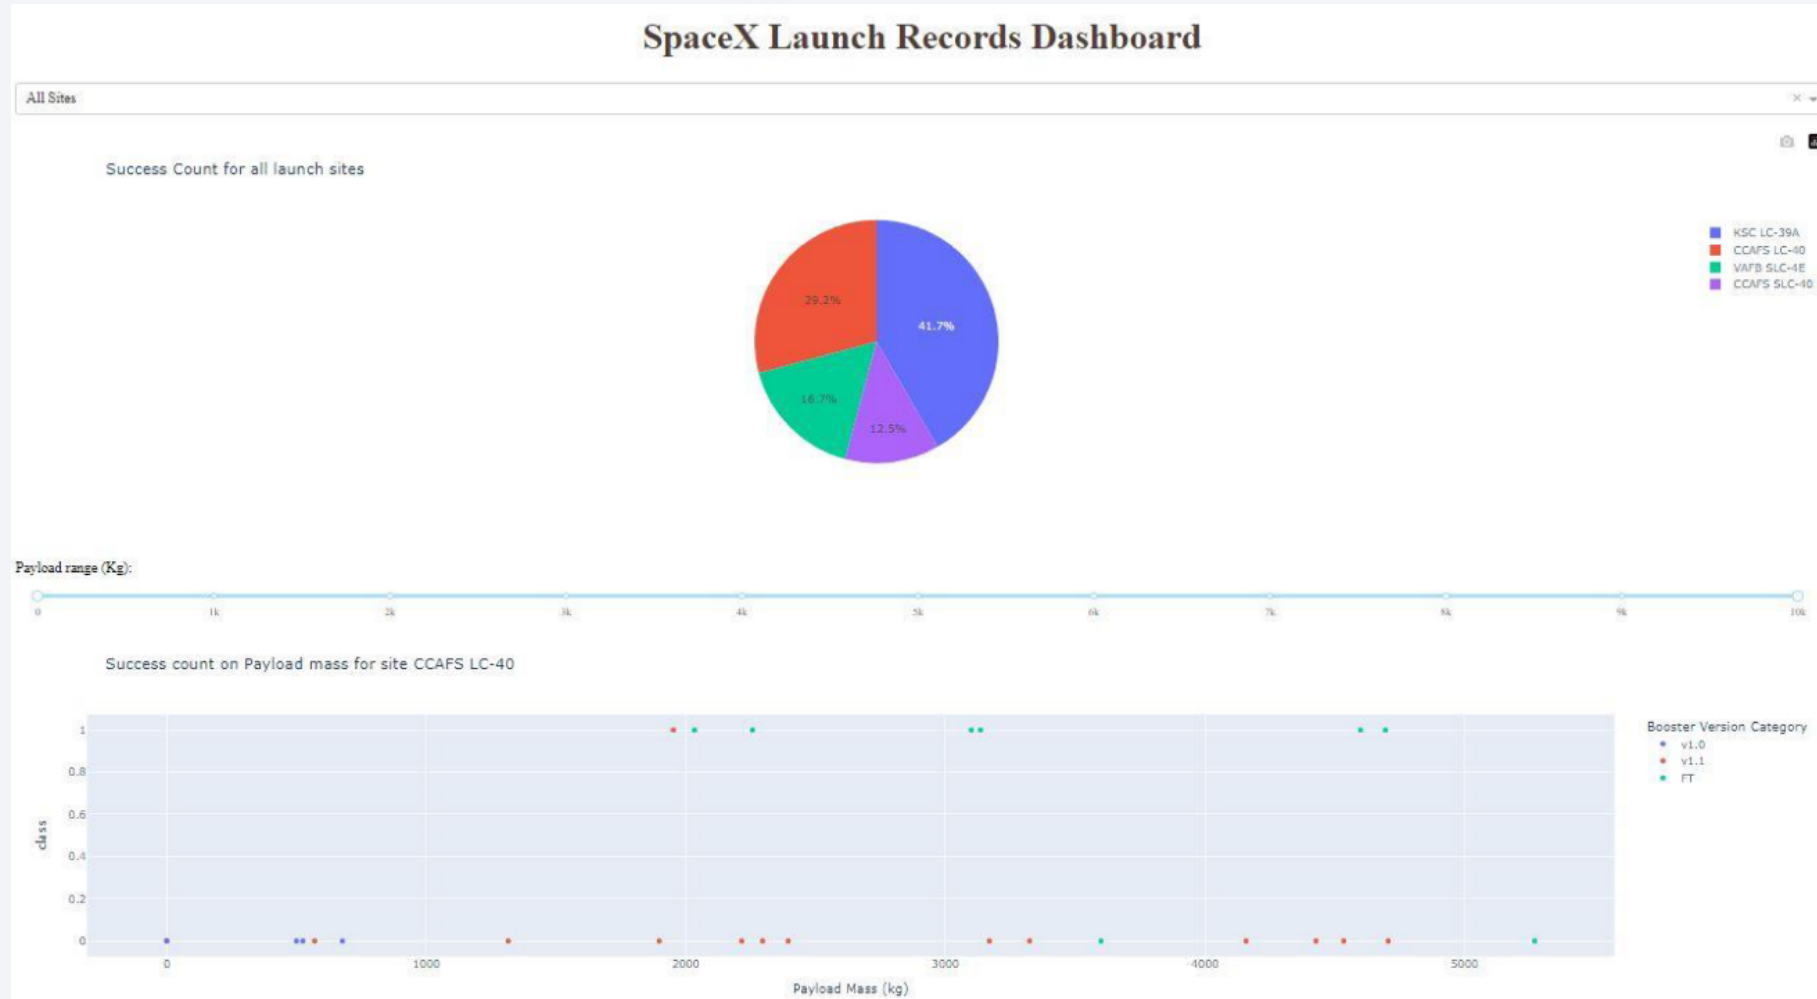 SpaceX Launch Records Dashboard
All Sites
Success Count for all launch sites
KSC LC-39A
CCAFS LC-40
VAFB SLC-4E
CCAFS SLC-40
29.2%
41.7%
16.7%
12.5%
Payload range (Kg):
0 1k 2k 3k 4k 5k 6k 7k 8k 9k 10k
Success count on Payload mass for site CCAFS LC-40
Booster Version Category
v1.0
v1.1
FT
class
1
0.8
0.6
0.4
0.2
0
0 1000 2000 3000 4000 5000
Payload Mass (kg)